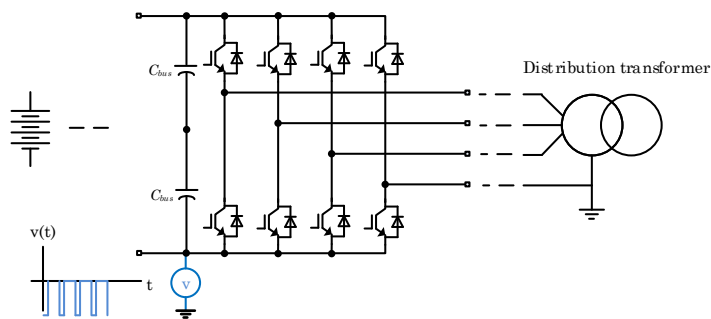 Distribution transformer
Cbus
Cbus
v(t)
t
v